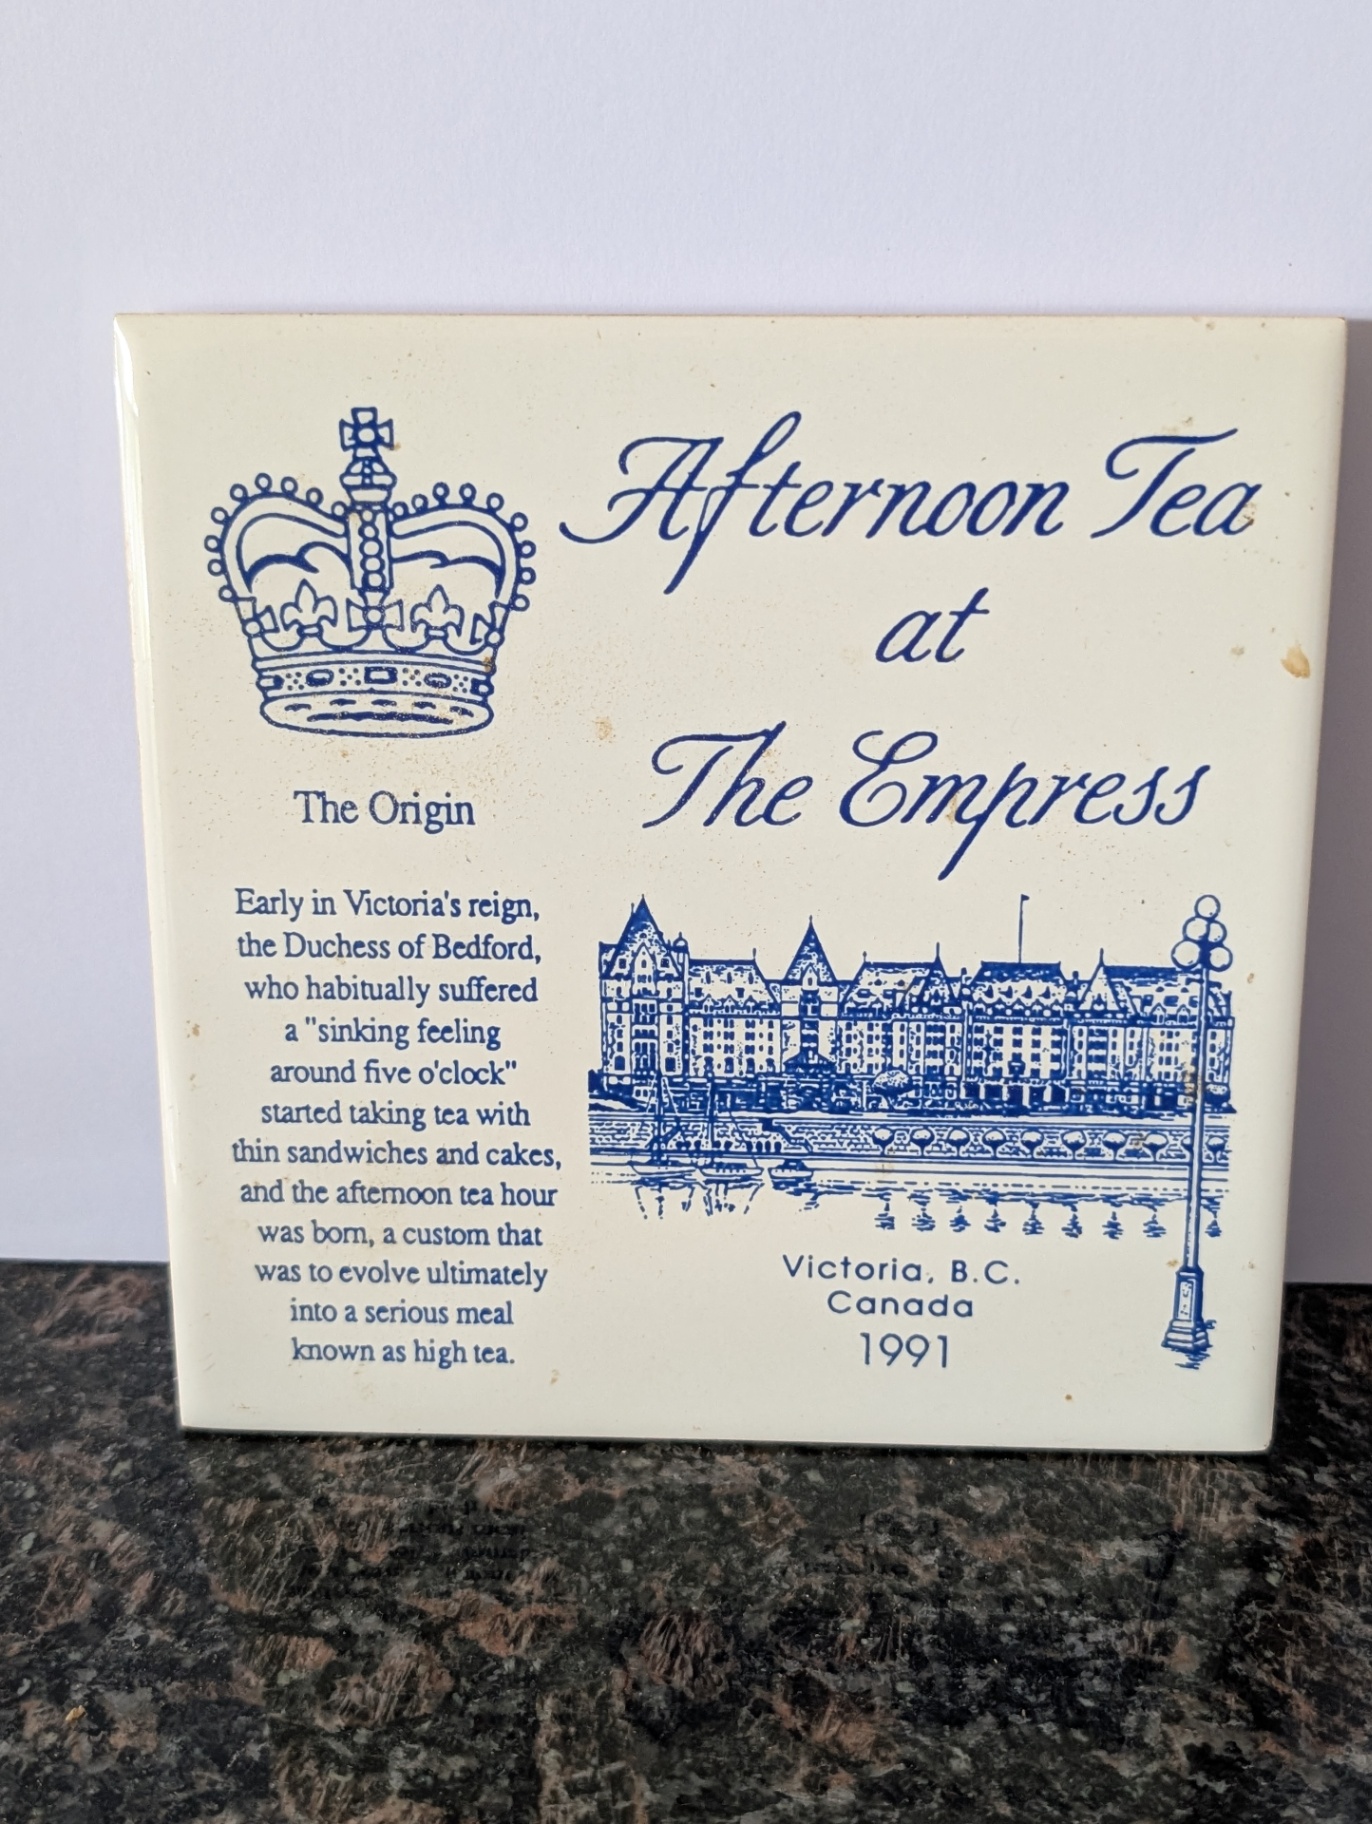 Afternoon Tea
at
The Empress
The Origin
Early in Victoria's reign,
the Duchess of Bedford,
who habitually suffered
a "sinking feeling
around five o'clock"
started taking tea with
thin sandwiches and cakes,
and the afternoon tea hour
was born, a custom that
was to evolve ultimately
into a serious meal
known as high tea.
Victoria, B.C.
Canada
1991